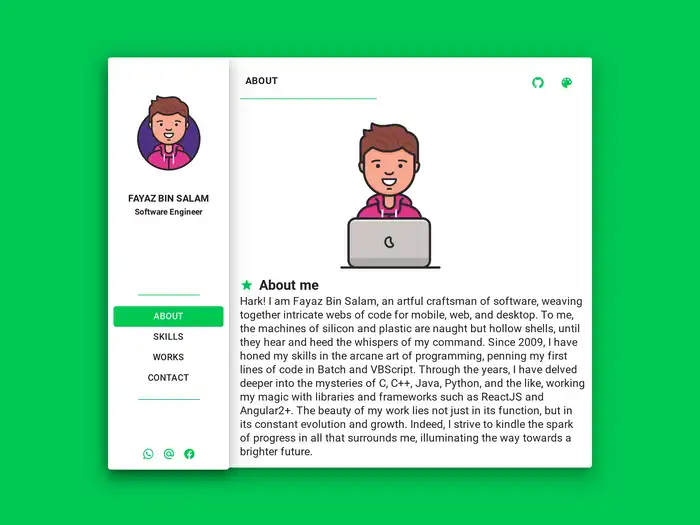 FAYAZ BIN SALAM
Software Engineer
ABOUT
SKILLS
WORKS
CONTACT
ABOUT
About me
Hark! I am Fayaz Bin Salam, an artful craftsman of software, weaving
together intricate webs of code for mobile, web, and desktop. To me,
the machines of silicon and plastic are naught but hollow shells, until
they hear and heed the whispers of my command. Since 2009, I have
honed my skills in the arcane art of programming, penning my first
lines of code in Batch and VBScript. Through the years, I have delved
deeper into the mysteries of C, C++, Java, Python, and the like, working
my magic with libraries and frameworks such as ReactJS and
Angular2+. The beauty of my work lies not just in its function, but in
its constant evolution and growth. Indeed, I strive to kindle the spark
of progress in all that surrounds me, illuminating the way towards a
brighter future.